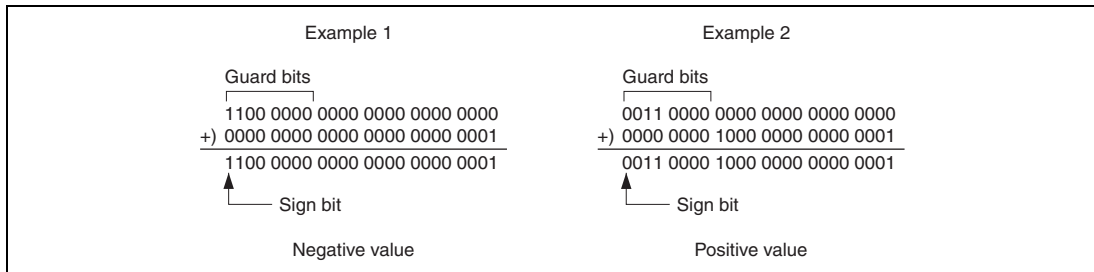 Example 1
Guard bits
1100 0000 0000 0000 0000 0000
+) 0000 0000 0000 0000 0000 0001
1100 0000 0000 0000 0000 0001
Sign bit
Negative value
Example 2
Guard bits
0011 0000 0000 0000 0000 0000
+) 0000 0000 1000 0000 0000 0001
0011 0000 1000 0000 0000 0001
Sign bit
Positive value